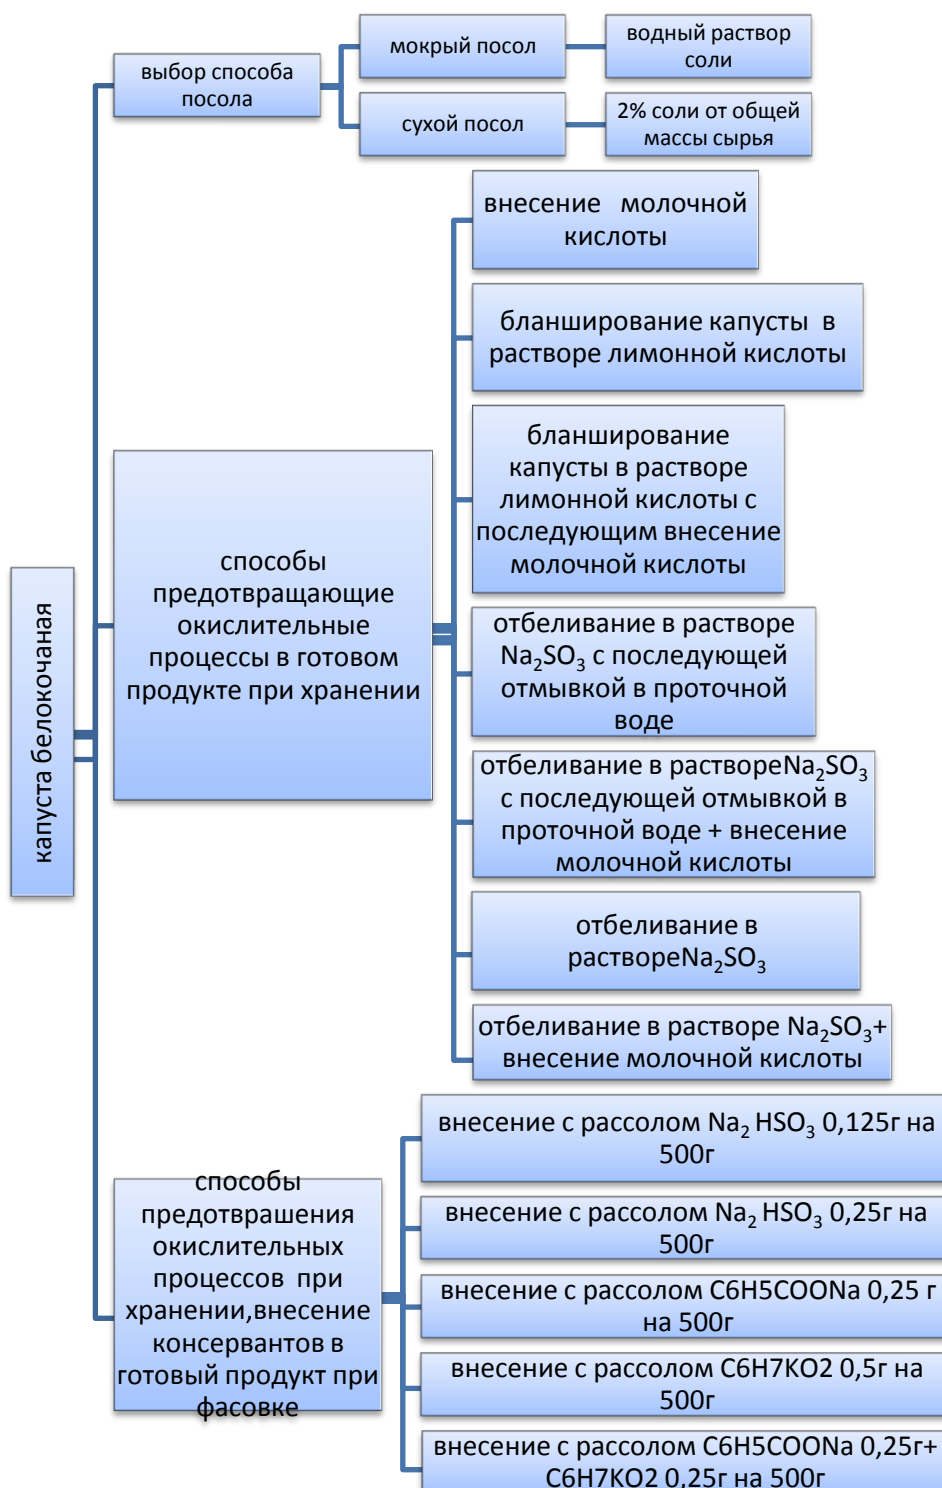 капуста белокочаная
выбор способа
посола
мокрый посол
водный раствор
соли
сухой посол
2% соли от общей
массы сырья
способы
предотвращающие
окислительные
процессы в готовом
продукте при хранении
внесение молочной
кислоты
бланширование капусты в
растворе лимонной кислоты
бланширование
капусты в растворе
лимонной кислоты с
последующим внесение
молочной кислоты
отбеливание в растворе
Na₂SO₃ с последующей
отмывкой в проточной
воде
отбеливание в раствореNa₂SO₃
с последующей отмывкой в
проточной воде + внесение
молочной кислоты
отбеливание в
раствореNa₂SO₃
отбеливание в растворе Na₂SO₃+
внесение молочной кислоты
способы
предотврашения
окислительных
процессов при
хранении,внесение
консервантов в
готовый продукт при
фасовке
внесение с рассолом Na₂ HSO₃ 0,125г на
500г
внесение с рассолом Na₂ HSO₃ 0,25г на
500г
внесение с рассолом C6H5COONa 0,25 г
на 500г
внесение с рассолом C6H7KO2 0,5г на
500г
внесение с рассолом C6H5COONa 0,25г+
C6H7KO2 0,25г на 500г